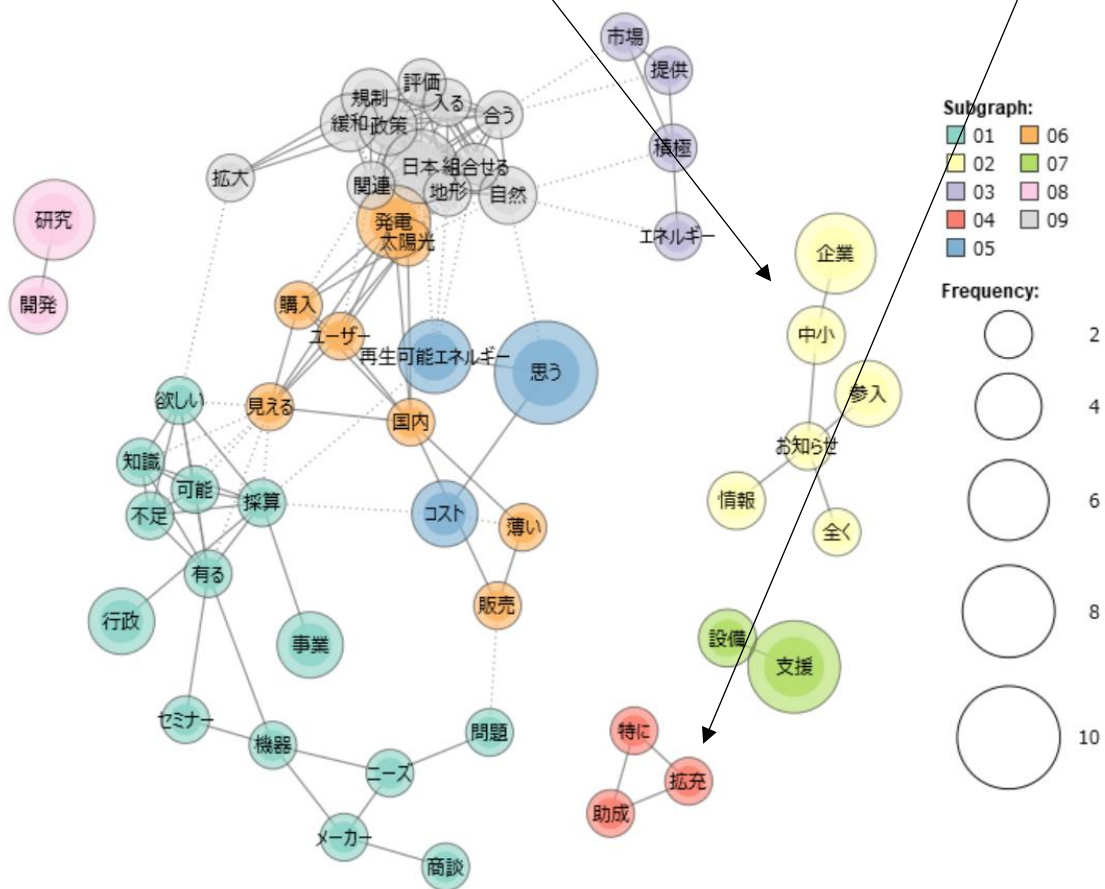 市場
提供
評価
規制
入る
緩和
政策
合う
積極
日本
組合せる
拡大
関連
地形
自然
研究
発電
太陽光
エネルギー
企業
開発
購入
ユーザー
中小
再生可能エネルギー
思う
欲しい
見える
参入
国内
お知らせ
知識
可能
採算
情報
不足
コスト
薄い
全く
有る
販売
行政
事業
設備
支援
セミナー
機器
問題
特に
ニーズ
拡充
助成
メーカー
商談
Subgraph:
01 06
02 07
03 08
04 09
05
Frequency:
2
4
6
8
10